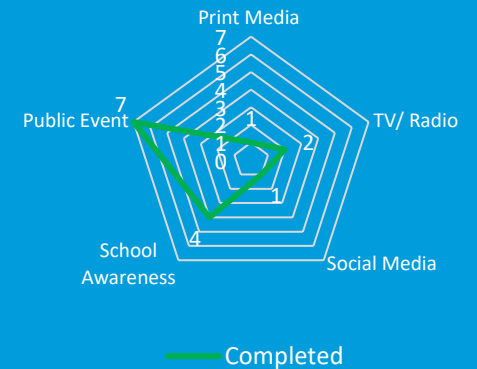 Print Media
7
6
5
4
3
2
1
0
1
TV/ Radio
2
Social Media
1
School
Awareness
4
Public Event
7
Completed